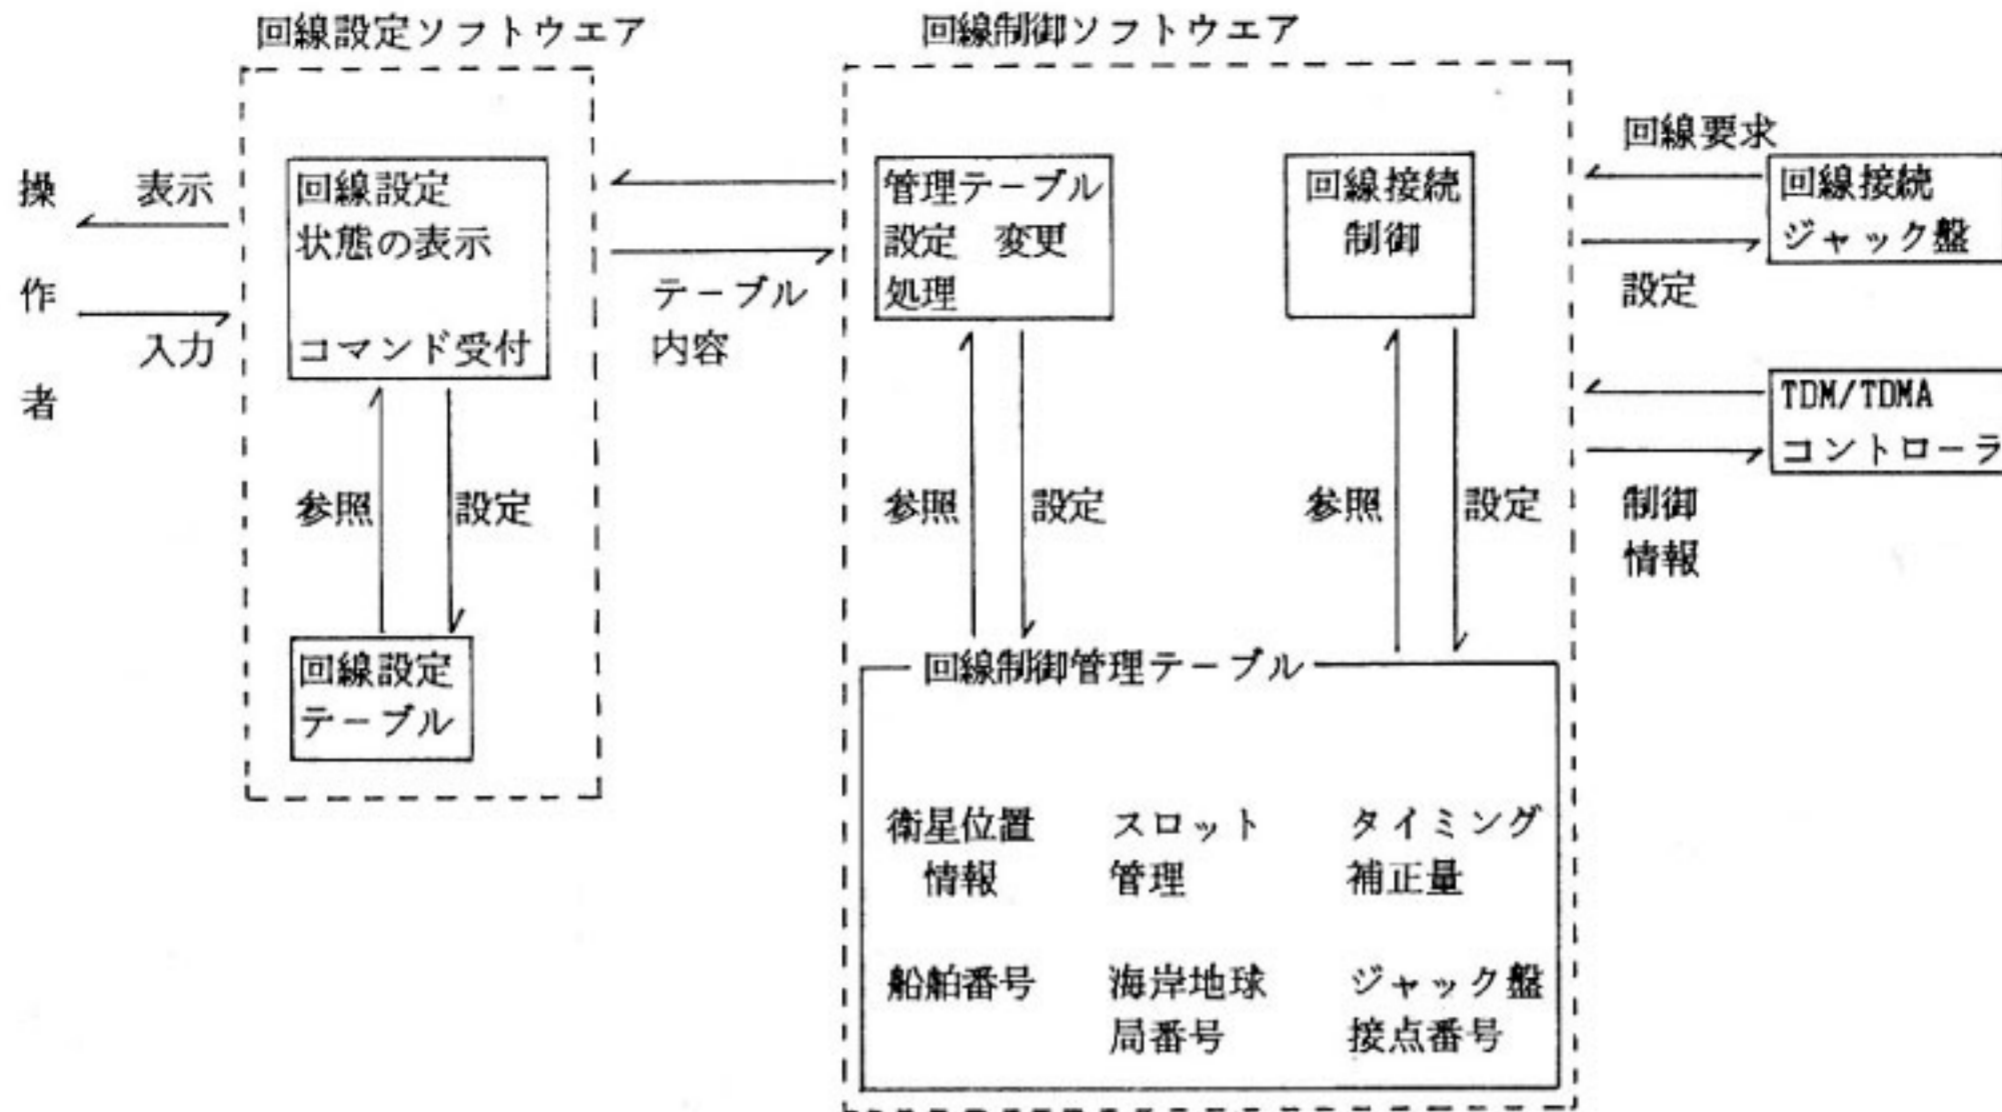 回線設定ソフトウエア
回線制御ソフトウエア
操作者
表示
入力
回線設定
状態の表示
コマンド受付
参照
設定
回線設定
テーブル
テーブル
内容
管理テーブル
設定 変更
処理
回線接続
制御
参照
設定
参照
設定
回線要求
設定
回線接続
ジャック盤
TDM/TDMA
コントローラ
制御
情報
回線制御管理テーブル
衛星位置
情報
スロット
管理
タイミング
補正量
船舶番号
海岸地球
局番号
ジャック盤
接点番号